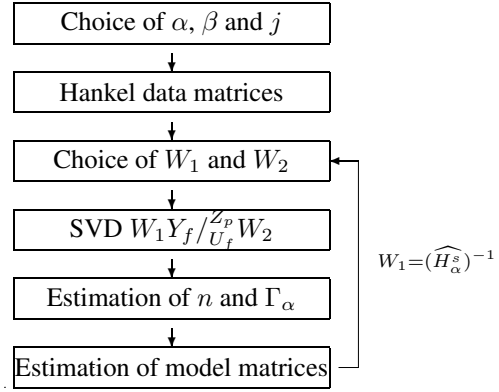 Choice of α, β and j
Hankel data matrices
Choice of W₁ and W₂
SVD W₁Y_f /^{Z_p}_{U_f} W₂
W₁=(\widehat{H^s_α})^{-1}
Estimation of n and Γ_α
Estimation of model matrices